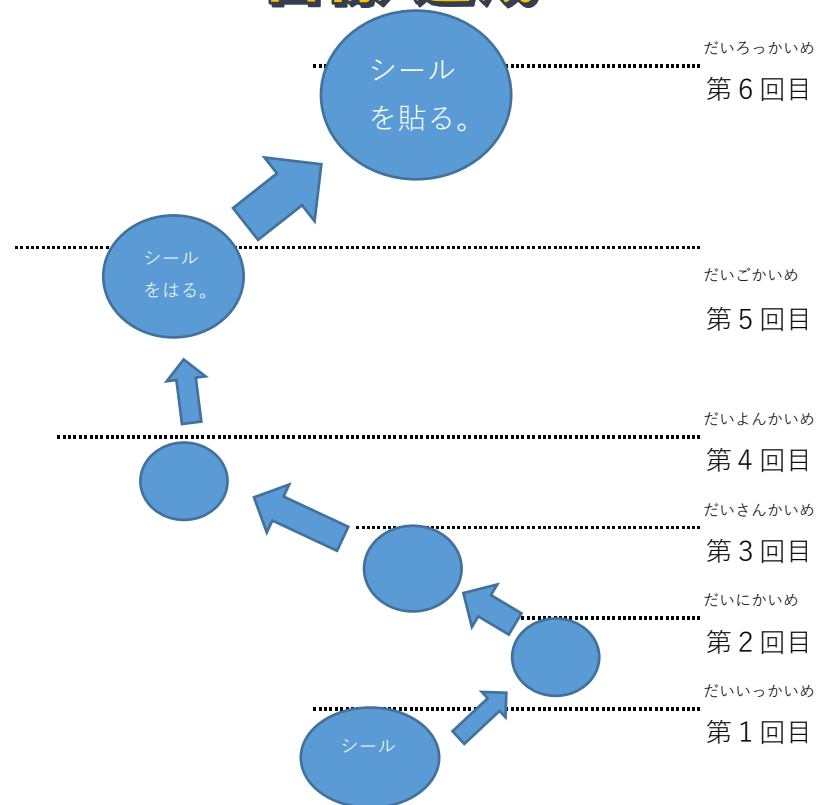 だいろっかいめ
第6回目
シール
を貼る。
だいごかいめ
第5回目
シール
をはる。
だいよんかいめ
第4回目
だいさんかいめ
第3回目
だいにかいめ
第2回目
だいいっかいめ
第1回目
シール